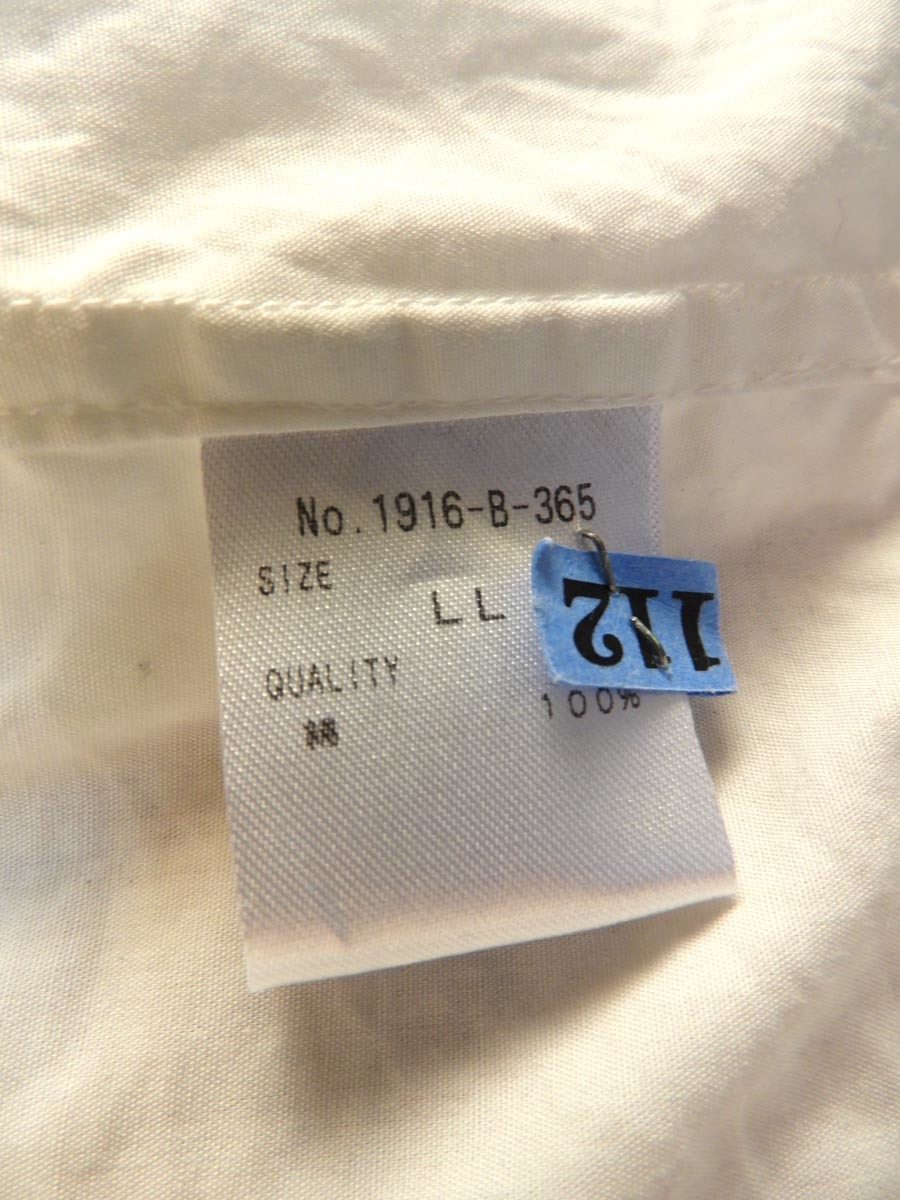 No.1916-B-365
SIZE
LL
112
QUALITY
綿 100%